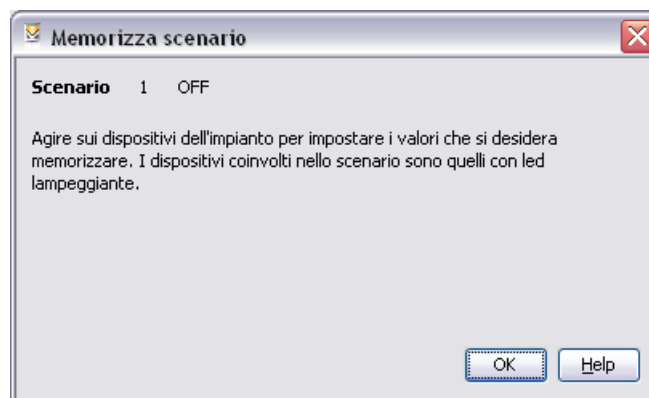 Memorizza scenario
Scenario 1 OFF
Agire sui dispositivi dell'impianto per impostare i valori che si desidera
memorizzare. I dispositivi coinvolti nello scenario sono quelli con led
lampeggiante.
OK Help